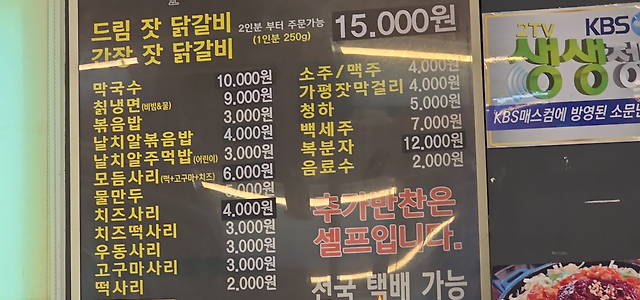 드림 잣 닭갈비 2인분 부터 주문가능 15.000원
간장 잣 닭갈비 (1인분 250g)
막국수 10.000원
칡냉면(비빔&물) 9.000원
볶음밥 3.000원
날치알볶음밥 4.000원
날치알주먹밥(어린이) 3.000원
모듬사리(떡+고구마+치즈) 6.000원
물만두 5.000원
치즈사리 4,000원
치즈떡사리 3,000원
우동사리 3,000원
고구마사리 3,000원
떡사리 2,000원
소주/맥주 4.000원
가평잣막걸리 4.000원
청하 5,000원
백세주 7,000원
복분자 12,000원
음료수 2,000원
추가반찬은
셀프입니다.
전국 택배 가능
KBS
생생
KBS매스컴에 방영된 소문난